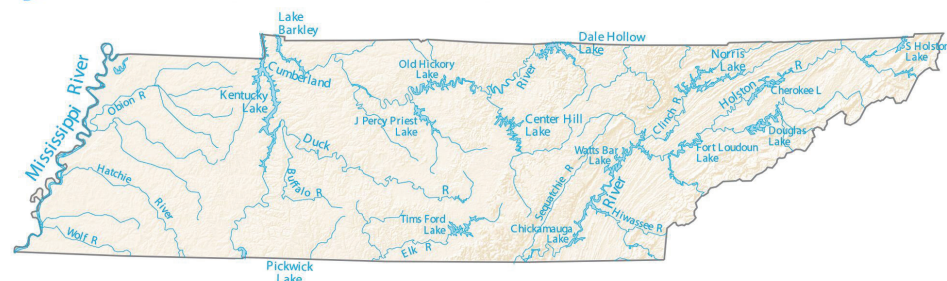 Lake
Barkley
Dale Hollow
Lake
S Holston
Lake
Mississippi River
Obion R
Kentucky
Lake
Cumberland
River
Old Hickory
Lake
Norris
Lake
Holston R
Cherokee L
Clinch R
J Percy Priest
Lake
Center Hill
Lake
Douglas
Lake
Fort Loudoun
Lake
Watts Bar
Lake
Duck
R
Hatchie
River
Buffalo R
Sequatchie R
River
Hiwassee R
Tims Ford
Lake
Chickamauga
Lake
Wolf R
Elk R
Pickwick
Lake